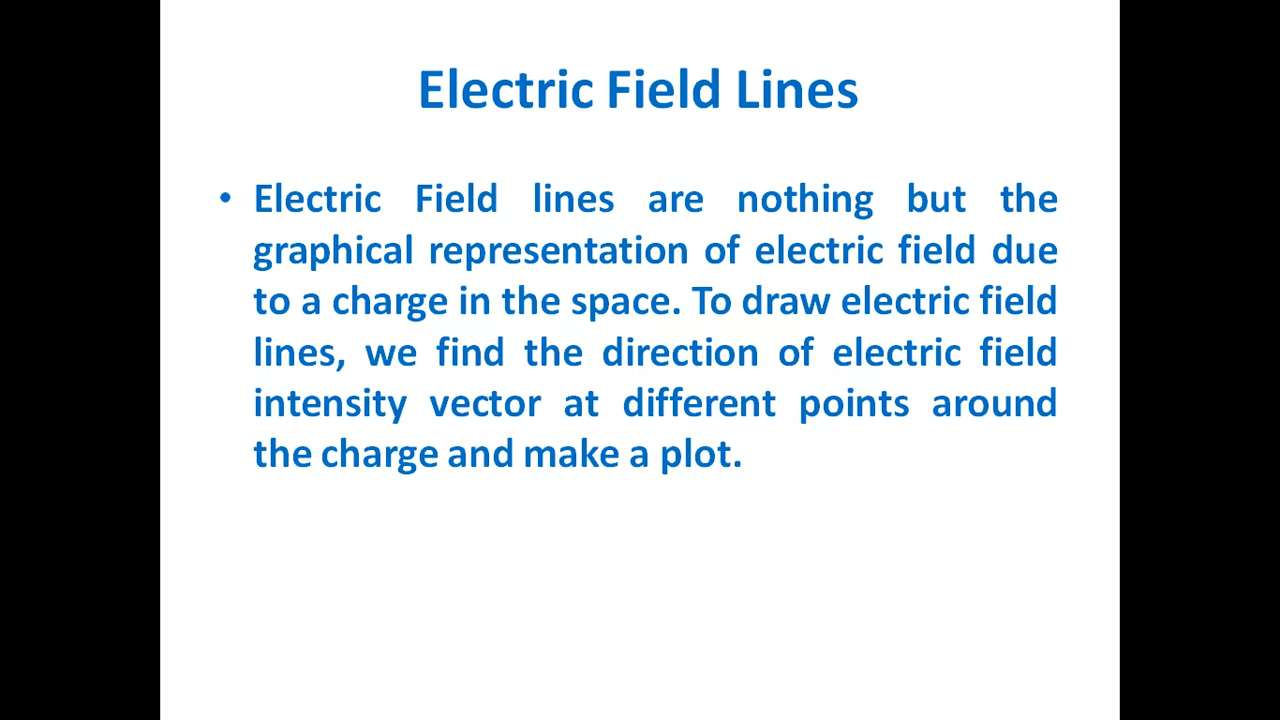 Electric Field Lines
• Electric Field lines are nothing but the
graphical representation of electric field due
to a charge in the space. To draw electric field
lines, we find the direction of electric field
intensity vector at different points around
the charge and make a plot.